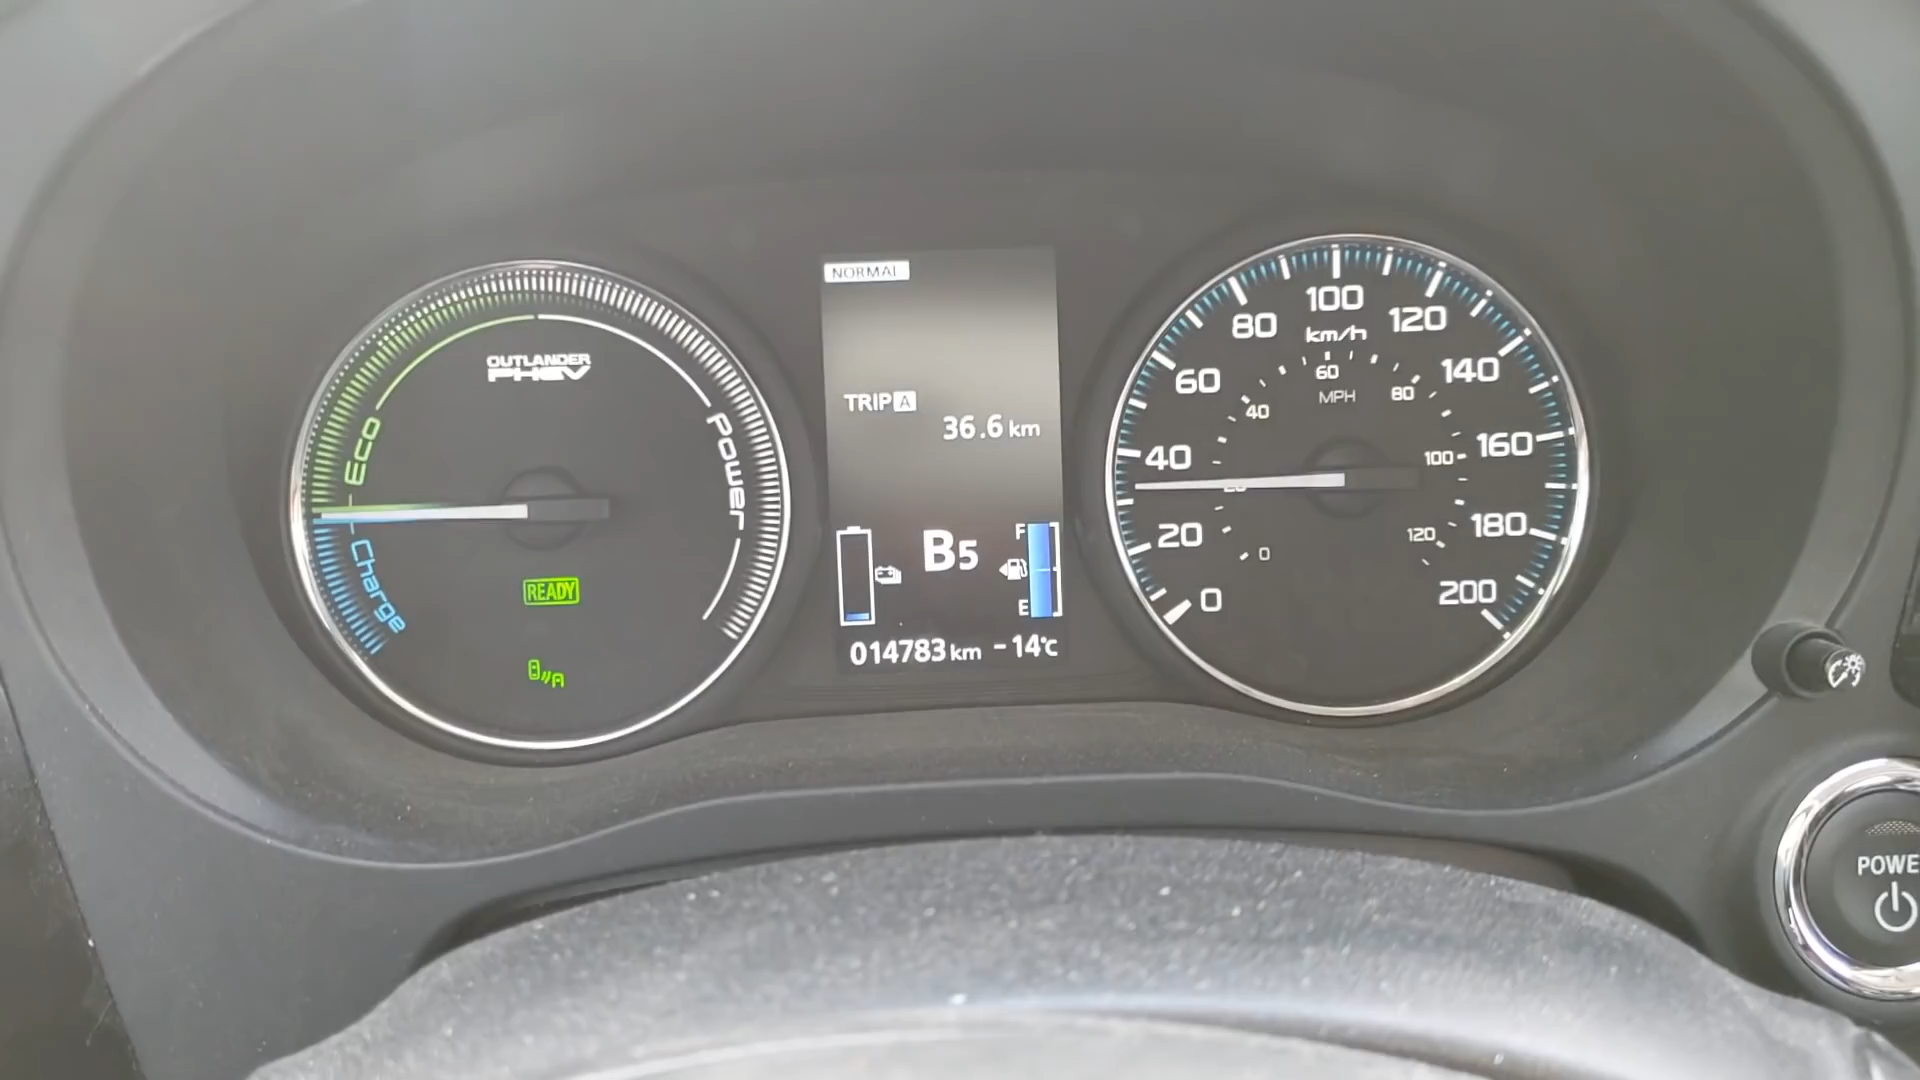 OUTLANDER
PHEV
Eco
Charge
Power
READY
A
NORMAL
TRIP A
36.6 km
B5
F
E
014783 km -14°C
0
20
40
60
80
100
120
140
160
180
200
km/h
0
20
40
60
80
100
120
MPH
POWE